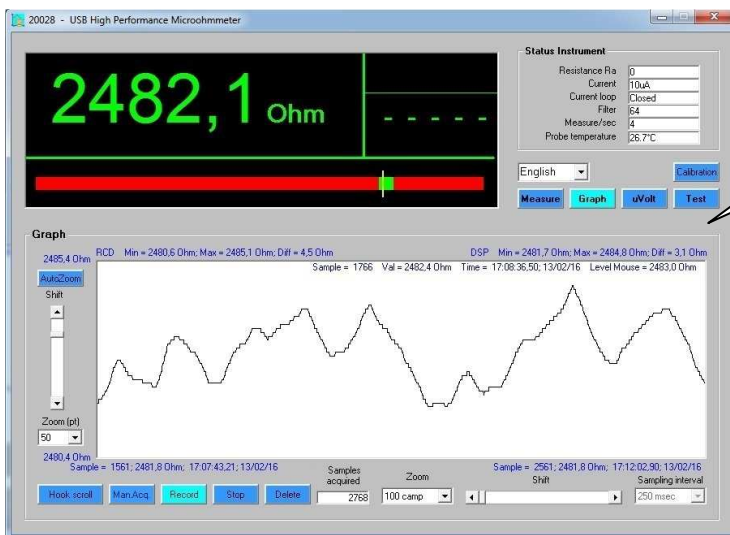 20028 - USB High Performance Microohmmeter
2482,1 Ohm
- - - - -
Status Instrument
Resistance Ra 0
Current 10uA
Current loop Closed
Filter 64
Measure/sec 4
Probe temperature 26.7°C
English
Calibration
Measure Graph uVolt Test
Graph
2485,4 Ohm
RCD Min = 2480,6 Ohm; Max = 2485,1 Ohm; Diff = 4,5 Ohm
DSP Min = 2481,7 Ohm; Max = 2484,8 Ohm; Diff = 3,1 Ohm
Sample = 1766 Val = 2482,4 Ohm Time = 17:08:36,50; 13/02/16 Level Mouse = 2483,0 Ohm
AutoZoom
Shift
Zoom (pt)
50
2480,4 Ohm
Sample = 1561; 2481,8 Ohm; 17:07:43,21; 13/02/16
Sample = 2561; 2481,8 Ohm; 17:12:02,90; 13/02/16
Hook scroll Man.Acq. Record Stop Delete
Samples
acquired
2768
Zoom
100 camp
Shift
Sampling interval
250 msec